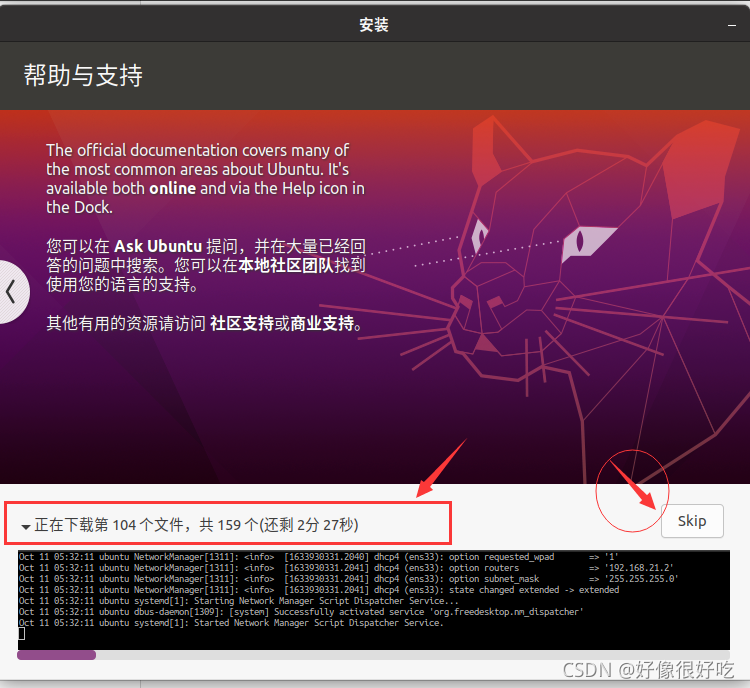 安装
帮助与支持
The official documentation covers many of
the most common areas about Ubuntu. It's
available both online and via the Help icon in
the Dock.
您可以在 Ask Ubuntu 提问，并在大量已经回
答的问题中搜索。您可以在本地社区团队找到
使用您的语言的支持。
其他有用的资源请访问 社区支持或商业支持。
正在下载第 104 个文件，共 159 个(还剩 2分 27秒)
Skip
Oct 11 05:32:11 ubuntu NetworkManager[1311]: <info>  [1633930331.2040] dhcp4 (ens33): option requested_wpad      => '1'
Oct 11 05:32:11 ubuntu NetworkManager[1311]: <info>  [1633930331.2041] dhcp4 (ens33): option routers             => '192.168.21.2'
Oct 11 05:32:11 ubuntu NetworkManager[1311]: <info>  [1633930331.2041] dhcp4 (ens33): option subnet_mask         => '255.255.255.0'
Oct 11 05:32:11 ubuntu NetworkManager[1311]: <info>  [1633930331.2041] dhcp4 (ens33): state changed extended -> extended
Oct 11 05:32:11 ubuntu systemd[1]: Starting Network Manager Script Dispatcher Service...
Oct 11 05:32:11 ubuntu dbus-daemon[1309]: [system] Successfully activated service 'org.freedesktop.nm_dispatcher'
Oct 11 05:32:11 ubuntu systemd[1]: Started Network Manager Script Dispatcher Service.
CSDN @好像很好吃